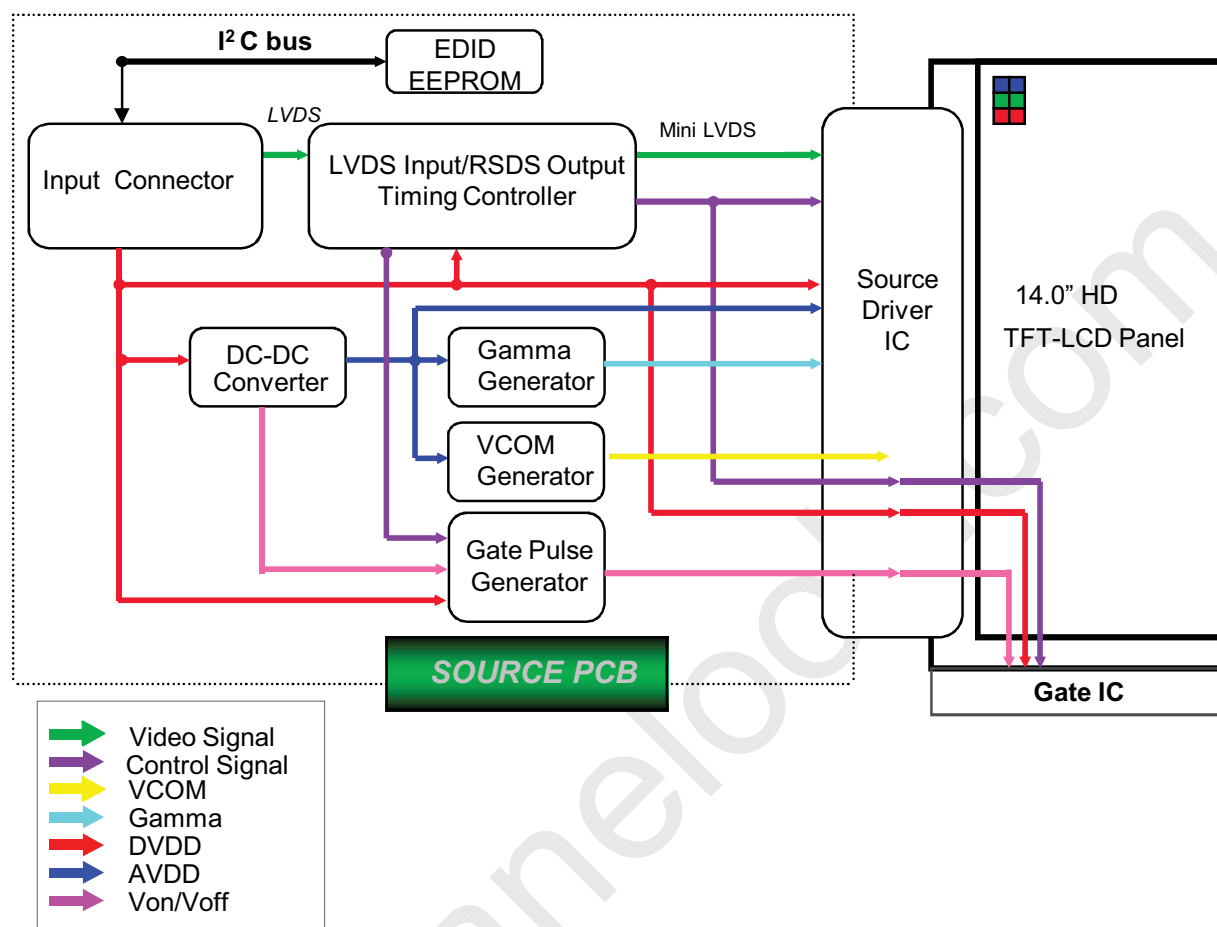 I² C bus
EDID
EEPROM
LVDS
Mini LVDS
Input Connector
LVDS Input/RSDS Output
Timing Controller
Source
Driver
IC
14.0” HD
TFT-LCD Panel
DC-DC
Converter
Gamma
Generator
VCOM
Generator
Gate Pulse
Generator
SOURCE PCB
Gate IC
Video Signal
Control Signal
VCOM
Gamma
DVDD
AVDD
Von/Voff